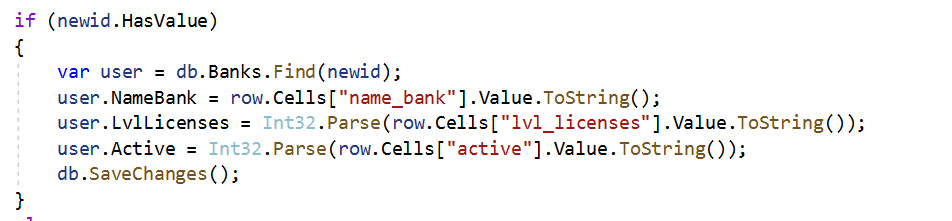 if (newid.HasValue)
{
var user = db.Banks.Find(newid);
user.NameBank = row.Cells["name_bank"].Value.ToString();
user.LvlLicenses = Int32.Parse(row.Cells["lvl_licenses"].Value.ToString());
user.Active = Int32.Parse(row.Cells["active"].Value.ToString());
db.SaveChanges();
}